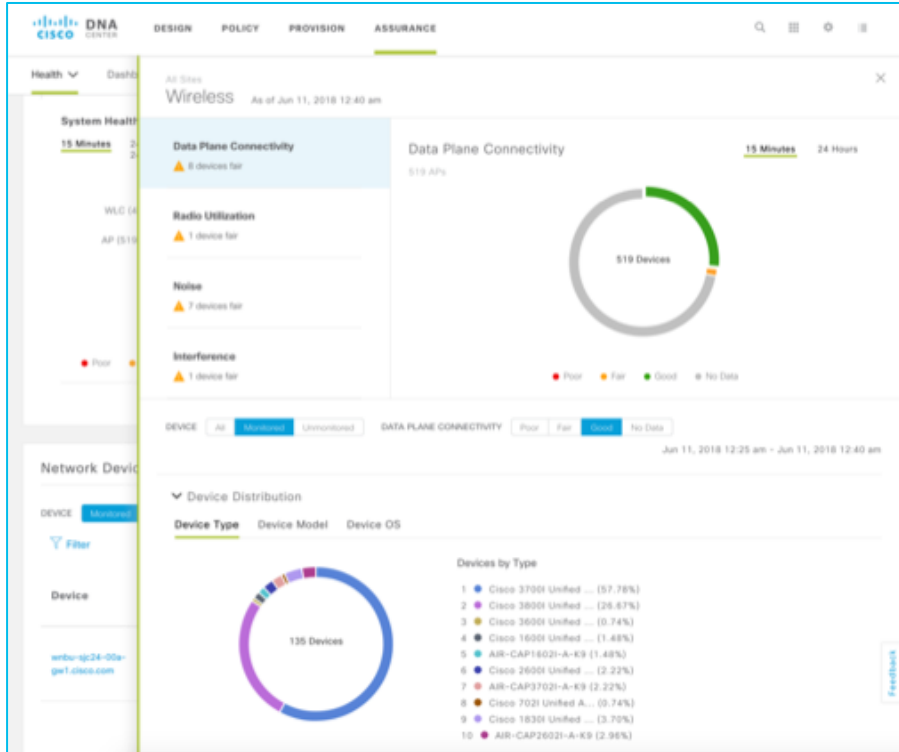 CISCO DNA CENTER
DESIGN POLICY PROVISION ASSURANCE
Health
All Sites
Wireless As of Jun 11, 2018 12:40 am
System Health
15 Minutes
WLC
AP (519
Poor
Network
DEVICE Monitored
Filter
Device
wnbu-sjc24-00a-
gw1.cisco.com
Data Plane Connectivity
8 devices fair
Radio Utilization
1 device fair
Noise
7 devices fair
Interference
1 device fair
Data Plane Connectivity 15 Minutes 24 Hours
519 APs
519 Devices
Poor Fair Good No Data
DEVICE All Monitored Unmonitored DATA PLANE CONNECTIVITY Poor Fair Good No Data
Jun 11, 2018 12:25 am - Jun 11, 2018 12:40 am
Device Distribution
Device Type Device Model Device OS
135 Devices
Devices by Type
1 Cisco 3700I Unified ... (57.78%)
2 Cisco 3800I Unified ... (26.67%)
3 Cisco 3600I Unified ... (0.74%)
4 Cisco 1600I Unified ... (1.48%)
5 AIR-CAP1602I-A-K9 (1.48%)
6 Cisco 2600I Unified ... (2.22%)
7 AIR-CAP3702I-A-K9 (2.22%)
8 Cisco 702I Unified A... (0.74%)
9 Cisco 1830I Unified ... (3.70%)
10 AIR-CAP2602I-A-K9 (2.96%)
Feedback